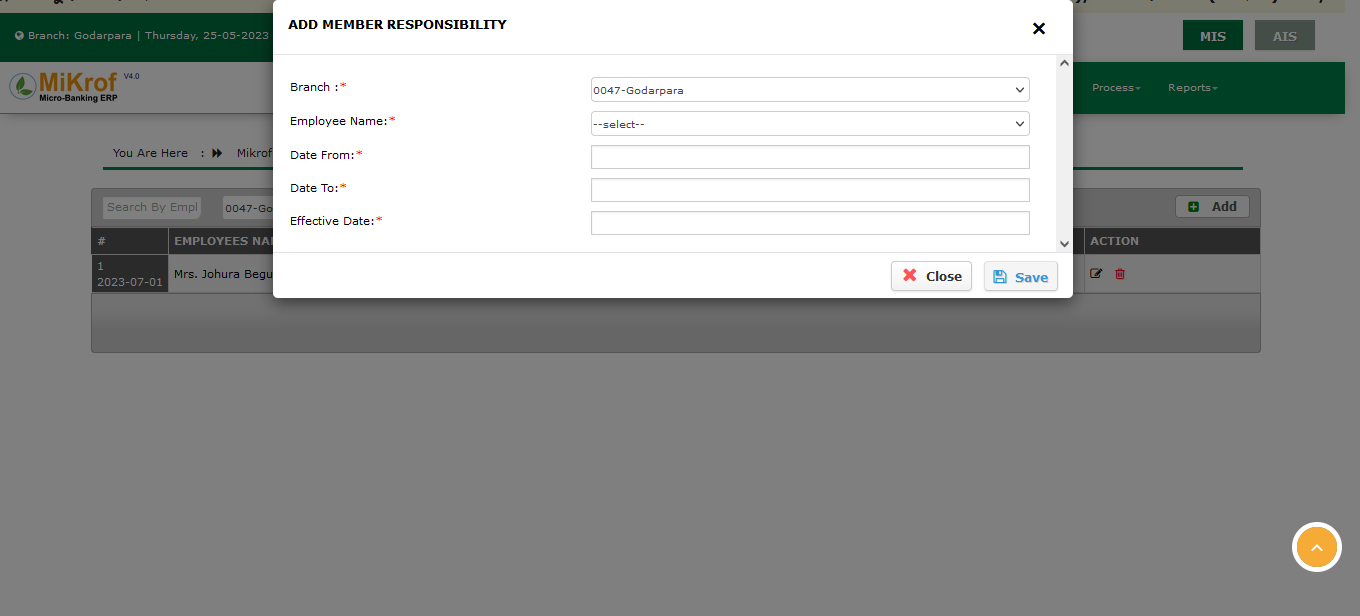 ADD MEMBER RESPONSIBILITY
Branch: Godarpara | Thursday, 25-05-2023
MIS
AIS
MiKrof V4.0
Micro-Banking ERP
Process
Reports
Branch :*
0047-Godarpara
Employee Name:*
--select--
Date From:*
Date To:*
Effective Date:*
Close
Save
You Are Here : Mikrof
Search By Empl
0047-Go
Add
#
EMPLOYEES NA
ACTION
1
2023-07-01
Mrs. Johura Begu